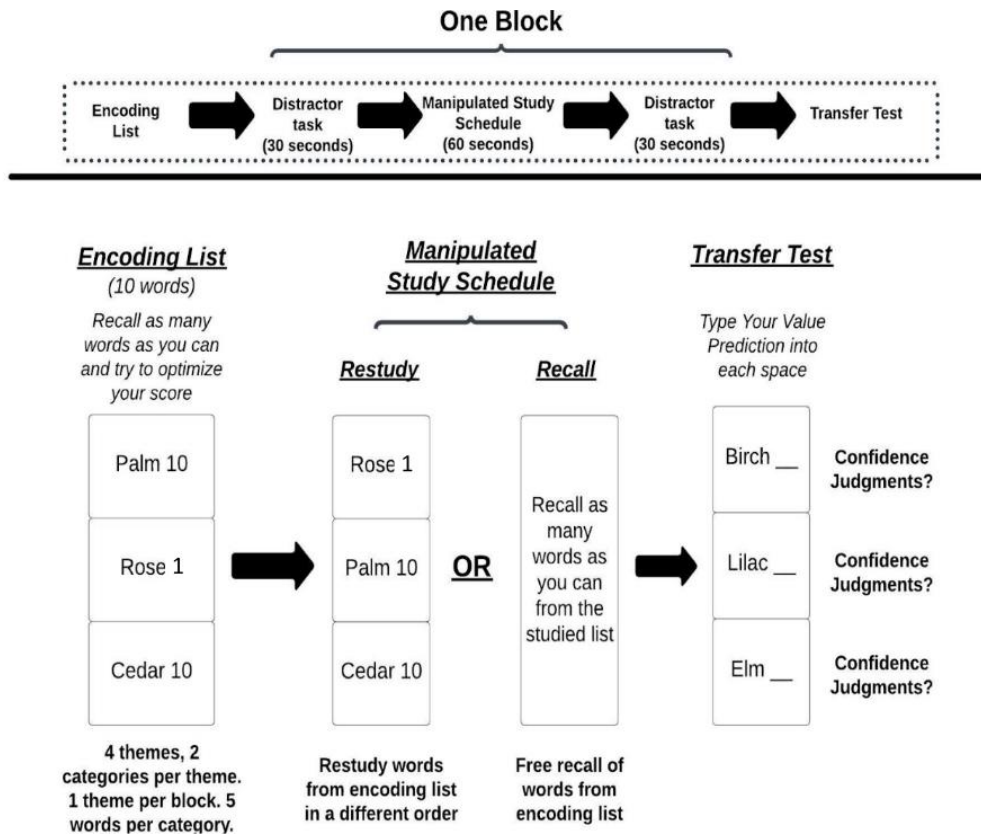 One Block
Encoding
List
Distractor
task
(30 seconds)
Manipulated Study
Schedule
(60 seconds)
Distractor
task
(30 seconds)
Transfer Test
Encoding List
(10 words)
Recall as many
words as you can
and try to optimize
your score
Palm 10
Rose 1
Cedar 10
4 themes, 2
categories per theme.
1 theme per block. 5
words per category.
Manipulated
Study Schedule
Restudy
Rose 1
Palm 10
Cedar 10
Restudy words
from encoding list
in a different order
OR
Recall
Recall as
many
words as
you can
from the
studied list
Free recall of
words from
encoding list
Transfer Test
Type Your Value
Prediction into
each space
Birch __
Confidence
Judgments?
Lilac __
Confidence
Judgments?
Elm __
Confidence
Judgments?